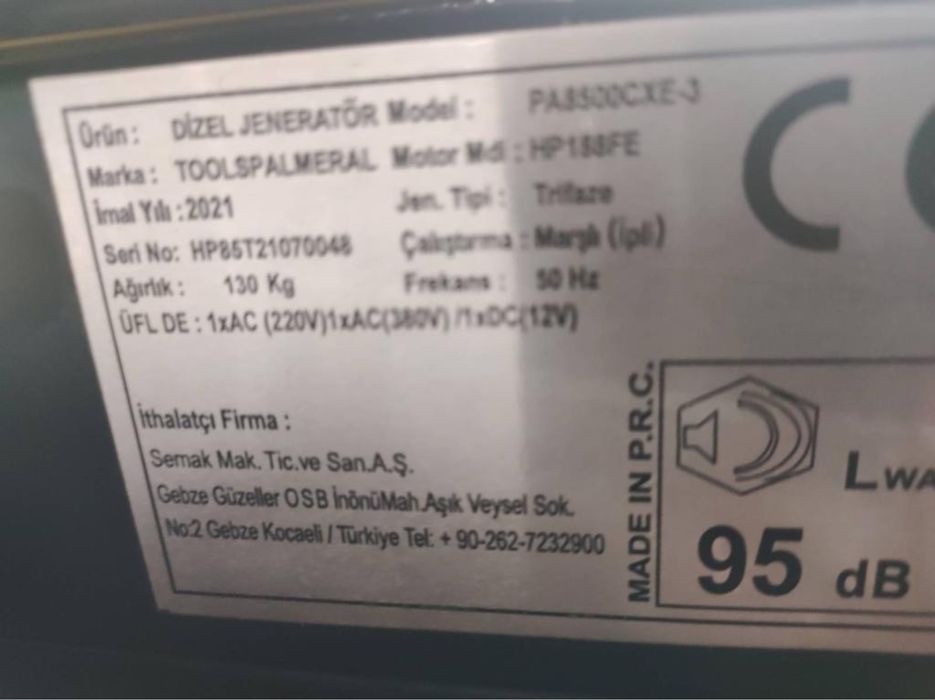 Ürün: DİZEL JENERATÖR Model: PA8500CXE-3
Marka: TOOLSPALMERAL Motor Mdl: HP188FE
İmal Yılı: 2021 Jen. Tipi: Trifaze
Seri No: HP85T21070048 Çalıştırma: Marşlı (İpli)
Ağırlık: 130 Kg Frekans: 50 Hz
ÜFL DE: 1xAC (220V)1xAC(380V) /1xDC(12V)
CE
İthalatçı Firma :
Semak Mak. Tic.ve San.A.Ş.
Gebze Güzeller OSB İnönüMah.Aşık Veysel Sok.
No:2 Gebze Kocaeli / Türkiye Tel: + 90-262-7232900
MADE IN P.R.C.
LWA
95 dB